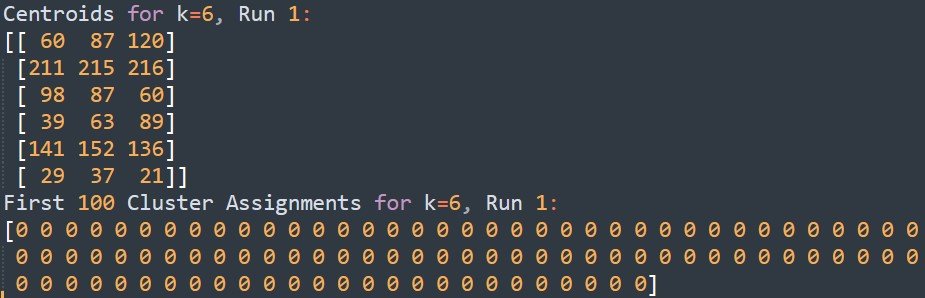 Centroids for k=6, Run 1:
[[ 60  87 120]
 [211 215 216]
 [ 98  87  60]
 [ 39  63  89]
 [141 152 136]
 [ 29  37  21]]
First 100 Cluster Assignments for k=6, Run 1:
[0 0 0 0 0 0 0 0 0 0 0 0 0 0 0 0 0 0 0 0 0 0 0 0 0 0 0 0 0 0 0 0 0 0 0 0 0
 0 0 0 0 0 0 0 0 0 0 0 0 0 0 0 0 0 0 0 0 0 0 0 0 0 0 0 0 0 0 0 0 0 0 0 0 0
 0 0 0 0 0 0 0 0 0 0 0 0 0 0 0 0 0 0 0 0 0 0 0 0 0 0]